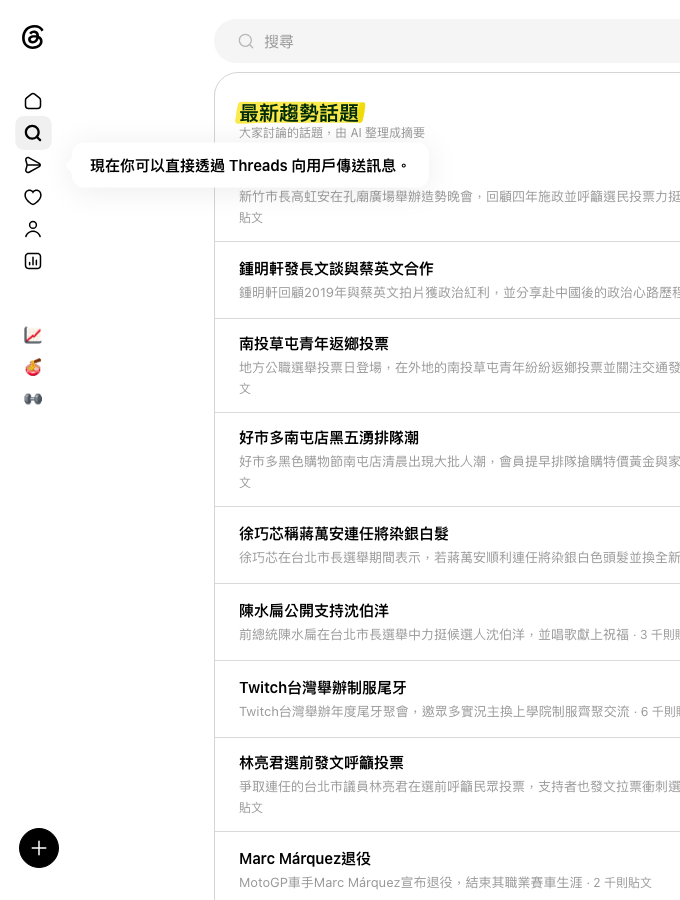 搜尋
最新趨勢話題
大家討論的話題，由 AI 整理成摘要
現在你可以直接透過 Threads 向用戶傳送訊息。
新竹市長高虹安在孔廟廣場舉辦造勢晚會，回顧四年施政並呼籲選民投票力挺
貼文
鍾明軒發長文談與蔡英文合作
鍾明軒回顧2019年與蔡英文拍片獲政治紅利，並分享赴中國後的政治心路歷程
南投草屯青年返鄉投票
地方公職選舉投票日登場，在外地的南投草屯青年紛紛返鄉投票並關注交通發
文
好市多南屯店黑五湧排隊潮
好市多黑色購物節南屯店清晨出現大批人潮，會員提早排隊搶購特價黃金與家
文
徐巧芯稱蔣萬安連任將染銀白髮
徐巧芯在台北市長選舉期間表示，若蔣萬安順利連任將染銀白色頭髮並換全新
陳水扁公開支持沈伯洋
前總統陳水扁在台北市長選舉中力挺候選人沈伯洋，並唱歌獻上祝福 · 3 千則
Twitch台灣舉辦制服尾牙
Twitch台灣舉辦年度尾牙聚會，邀眾多實況主換上學院制服齊聚交流 · 6 千則
林亮君選前發文呼籲投票
爭取連任的台北市議員林亮君在選前呼籲民眾投票，支持者也發文拉票衝刺選
貼文
Marc Márquez退役
MotoGP車手Marc Márquez宣布退役，結束其職業賽車生涯 · 2 千則貼文